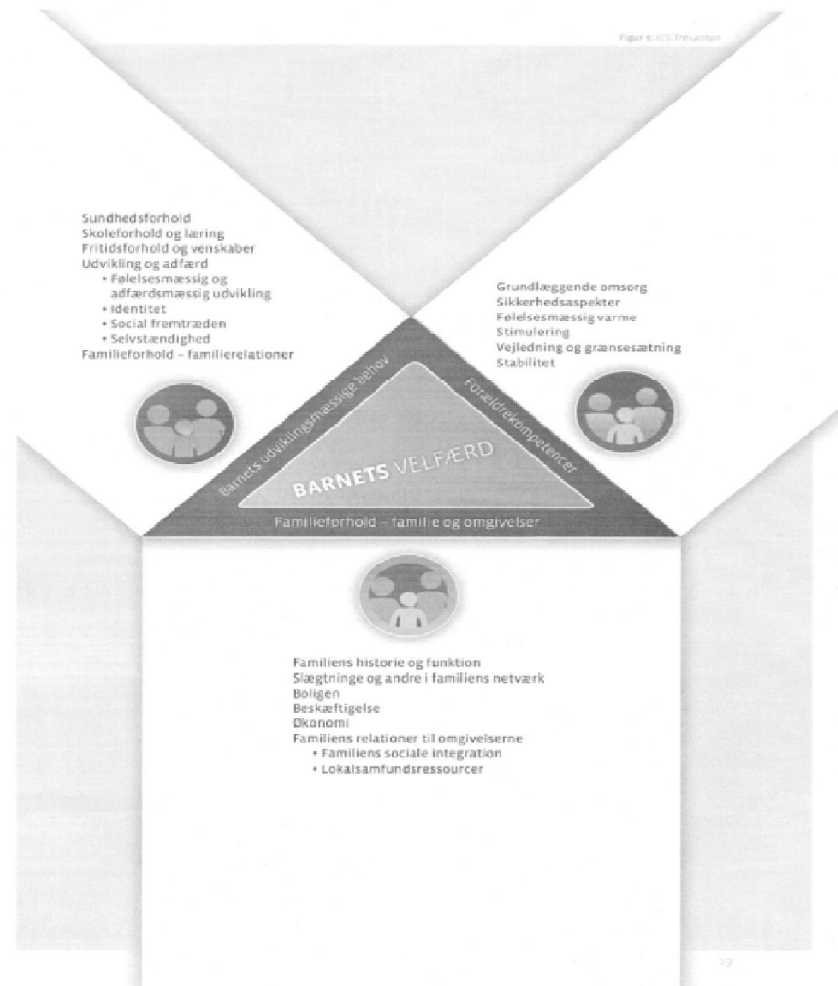 Figur 5: ICS-Trekanten
Sundhedsforhold
Skoleforhold og læring
Fritidsforhold og venskaber
Udvikling og adfærd
• Følelsesmæssig og
adfærdsmæssig udvikling
• Identitet
• Social fremtræden
• Selvstændighed
Familieforhold – familierelationer
Grundlæggende omsorg
Sikkerhedsaspekter
Følelsesmæssig varme
Stimulering
Vejledning og grænsesætning
Stabilitet
Barnets udviklingsmæssige behov
Forældrekompetencer
BARNETS VELFÆRD
Familieforhold – familie og omgivelser
Familiens historie og funktion
Slægtninge og andre i familiens netværk
Boligen
Beskæftigelse
Økonomi
Familiens relationer til omgivelserne
• Familiens sociale integration
• Lokalsamfundsressourcer
19